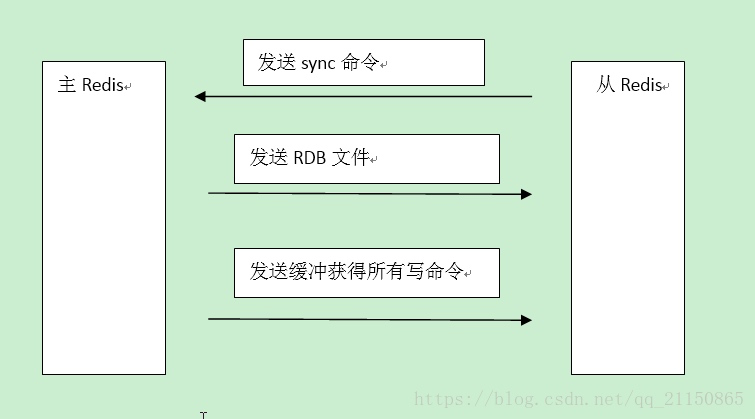 发送 sync 命令
主 Redis
从 Redis
发送 RDB 文件
发送缓冲获得所有写命令
https://blog.csdn.net/qq_21150865